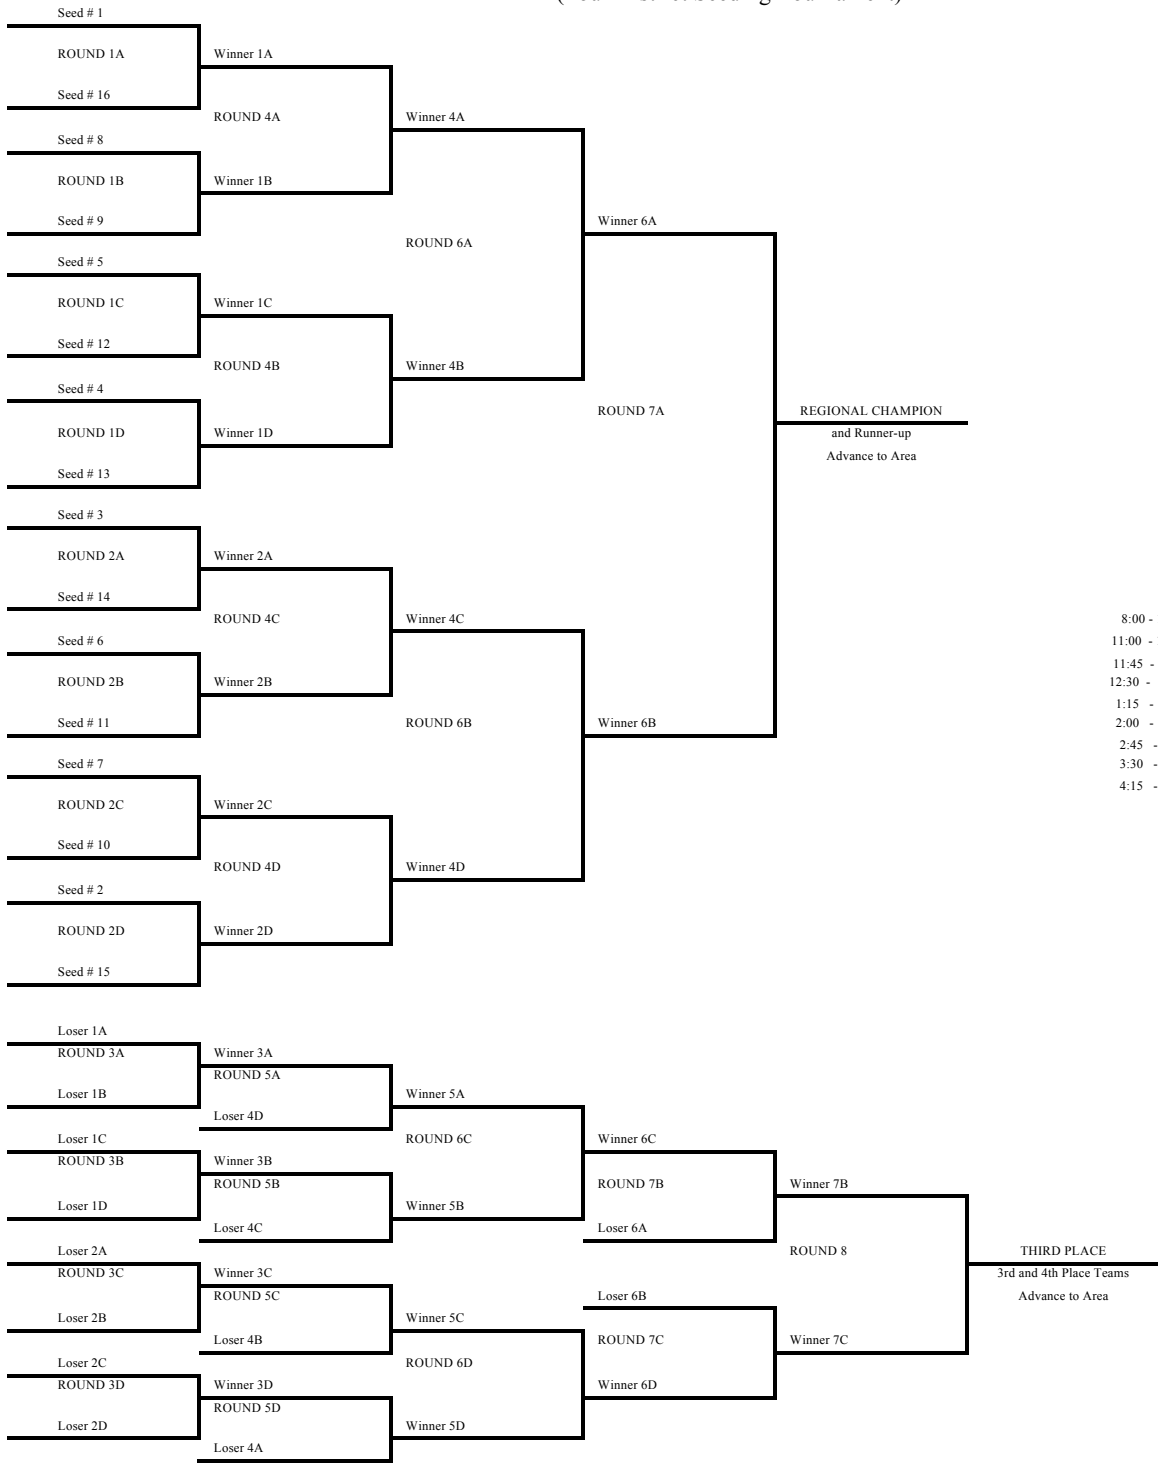 Seed # 1
ROUND 1A
Winner 1A
Seed # 16
ROUND 4A
Winner 4A
Seed # 8
ROUND 1B
Winner 1B
Seed # 9
Winner 6A
ROUND 6A
Seed # 5
ROUND 1C
Winner 1C
Seed # 12
ROUND 4B
Winner 4B
Seed # 4
ROUND 7A
REGIONAL CHAMPION
ROUND 1D
Winner 1D
and Runner-up
Advance to Area
Seed # 13
Seed # 3
ROUND 2A
Winner 2A
Seed # 14
ROUND 4C
Winner 4C
8:00 -
Seed # 6
11:00 -
11:45 -
ROUND 2B
Winner 2B
12:30 -
1:15 -
Seed # 11
ROUND 6B
Winner 6B
2:00 -
2:45 -
Seed # 7
3:30 -
4:15 -
ROUND 2C
Winner 2C
Seed # 10
ROUND 4D
Winner 4D
Seed # 2
ROUND 2D
Winner 2D
Seed # 15
Loser 1A
ROUND 3A
Winner 3A
ROUND 5A
Loser 1B
Winner 5A
Loser 4D
Loser 1C
ROUND 6C
Winner 6C
ROUND 3B
Winner 3B
ROUND 5B
ROUND 7B
Winner 7B
Loser 1D
Winner 5B
Loser 4C
Loser 6A
Loser 2A
ROUND 8
THIRD PLACE
ROUND 3C
Winner 3C
3rd and 4th Place Teams
ROUND 5C
Loser 6B
Advance to Area
Loser 2B
Winner 5C
Loser 4B
ROUND 7C
Winner 7C
Loser 2C
ROUND 6D
ROUND 3D
Winner 3D
Winner 6D
ROUND 5D
Loser 2D
Winner 5D
Loser 4A